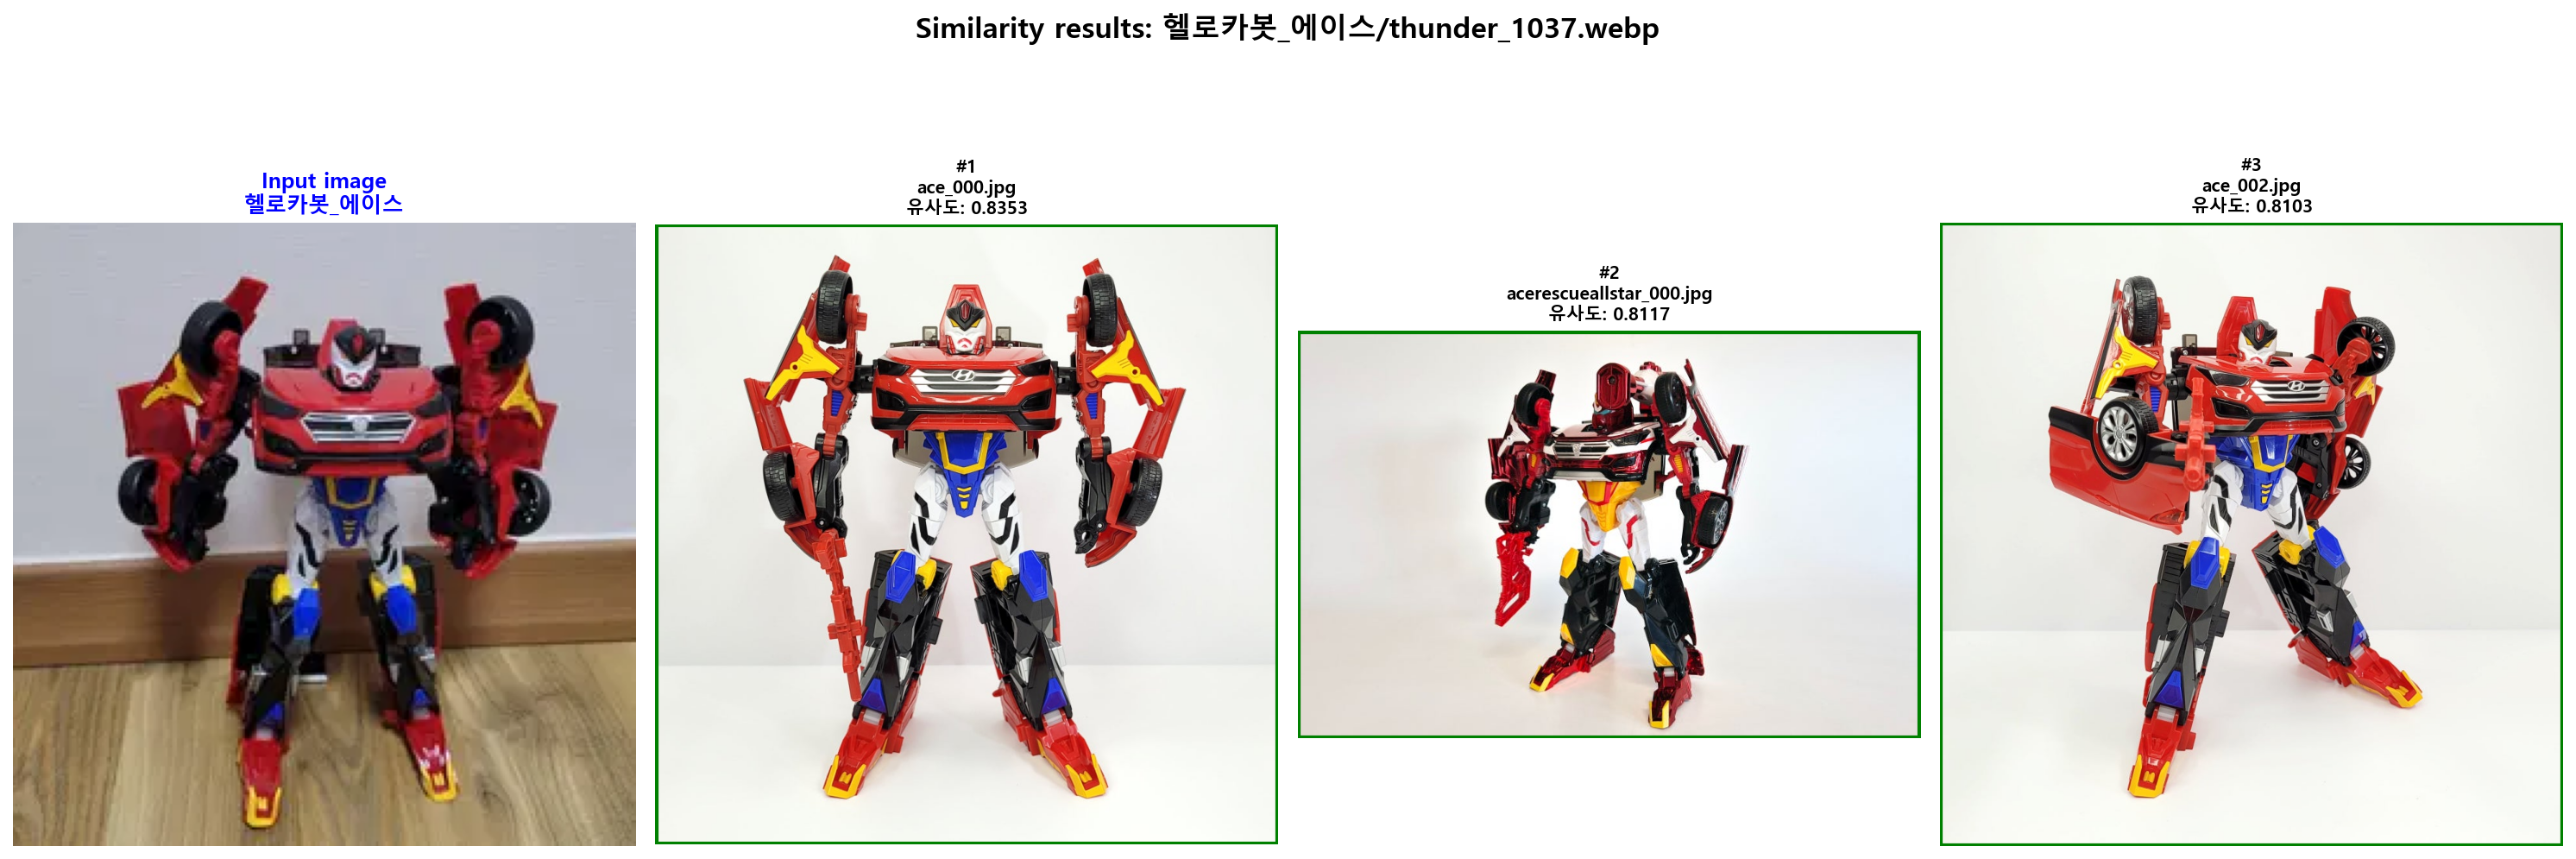 Similarity results: 헬로카봇_에이스/thunder_1037.webp
Input image
헬로카봇_에이스
#1
ace_000.jpg
유사도: 0.8353
#2
acerescueallstar_000.jpg
유사도: 0.8117
#3
ace_002.jpg
유사도: 0.8103